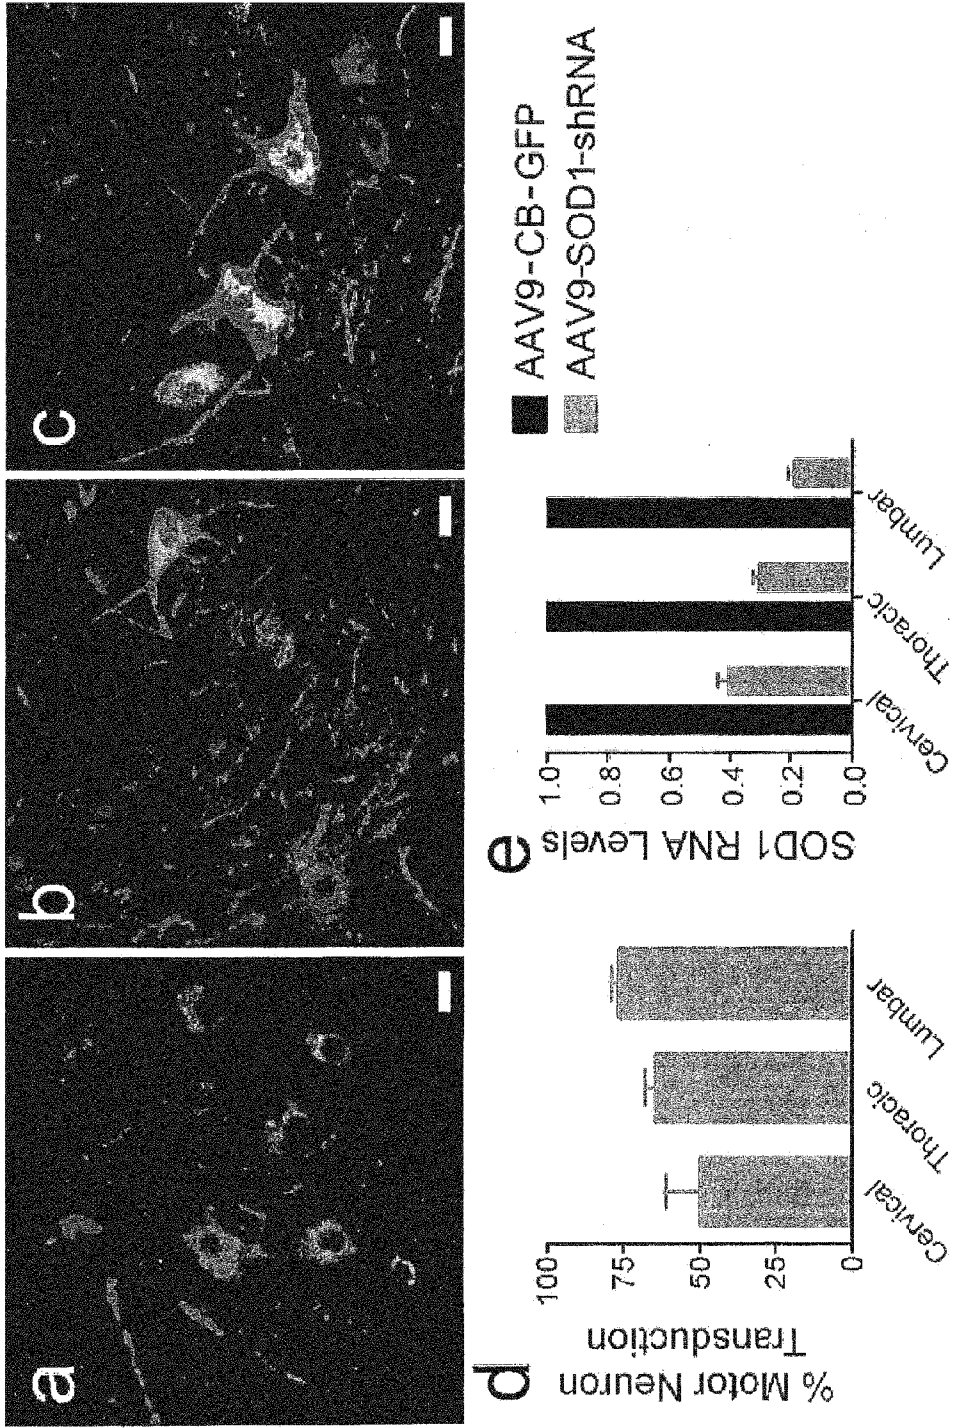 a
b
c
d
% Motor Neuron
Transduction
100
75
50
25
0
Cervical
Thoracic
Lumbar
e
SOD1 RNA Levels
1.0
0.8
0.6
0.4
0.2
0.0
Cervical
Thoracic
Lumbar
AAV9-CB-GFP
AAV9-SOD1-shRNA